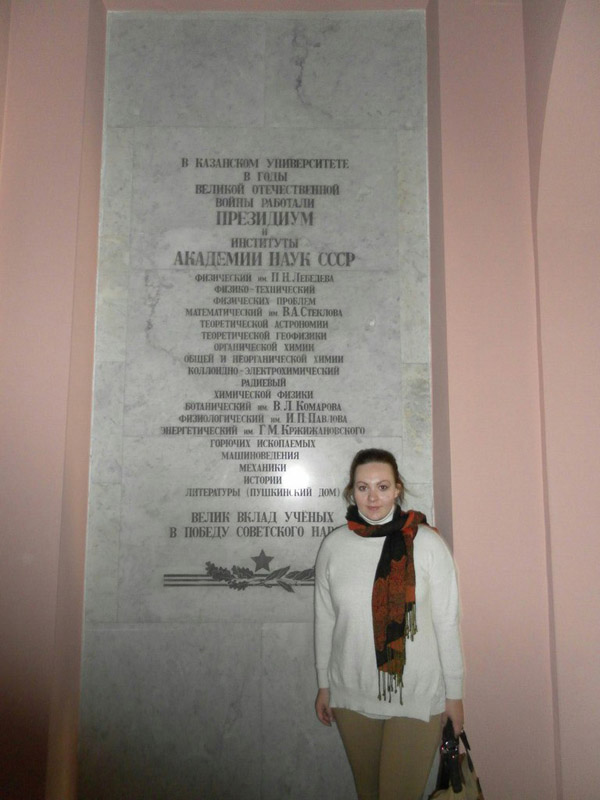 В КАЗАНСКОМ УНИВЕРСИТЕТЕ
В ГОДЫ
ВЕЛИКОЙ ОТЕЧЕСТВЕННОЙ
ВОЙНЫ РАБОТАЛИ
ПРЕЗИДИУМ
И
ИНСТИТУТЫ
АКАДЕМИИ НАУК СССР
ФИЗИЧЕСКИЙ ИМ. П.Н.ЛЕБЕДЕВА
ФИЗИКО-ТЕХНИЧЕСКИЙ
ФИЗИЧЕСКИХ ПРОБЛЕМ
МАТЕМАТИЧЕСКИЙ ИМ. В.А.СТЕКЛОВА
ТЕОРЕТИЧЕСКОЙ АСТРОНОМИИ
ТЕОРЕТИЧЕСКОЙ ГЕОФИЗИКИ
ОРГАНИЧЕСКОЙ ХИМИИ
ОБЩЕЙ И НЕОРГАНИЧЕСКОЙ ХИМИИ
КОЛЛОИДНО-ЭЛЕКТРОХИМИЧЕСКИЙ
РАДИЕВЫЙ
ХИМИЧЕСКОЙ ФИЗИКИ
БОТАНИЧЕСКИЙ ИМ. В.Л.КОМАРОВА
ФИЗИОЛОГИЧЕСКИЙ ИМ. И.П.ПАВЛОВА
ЭНЕРГЕТИЧЕСКИЙ ИМ. Г.М.КРЖИЖАНОВСКОГО
ГОРЮЧИХ ИСКОПАЕМЫХ
МАШИНОВЕДЕНИЯ
МЕХАНИКИ
ИСТОРИИ
ЛИТЕРАТУРЫ (ПУШКИНСКИЙ ДОМ)
ВЕЛИК ВКЛАД УЧЁНЫХ
В ПОБЕДУ СОВЕТСКОГО